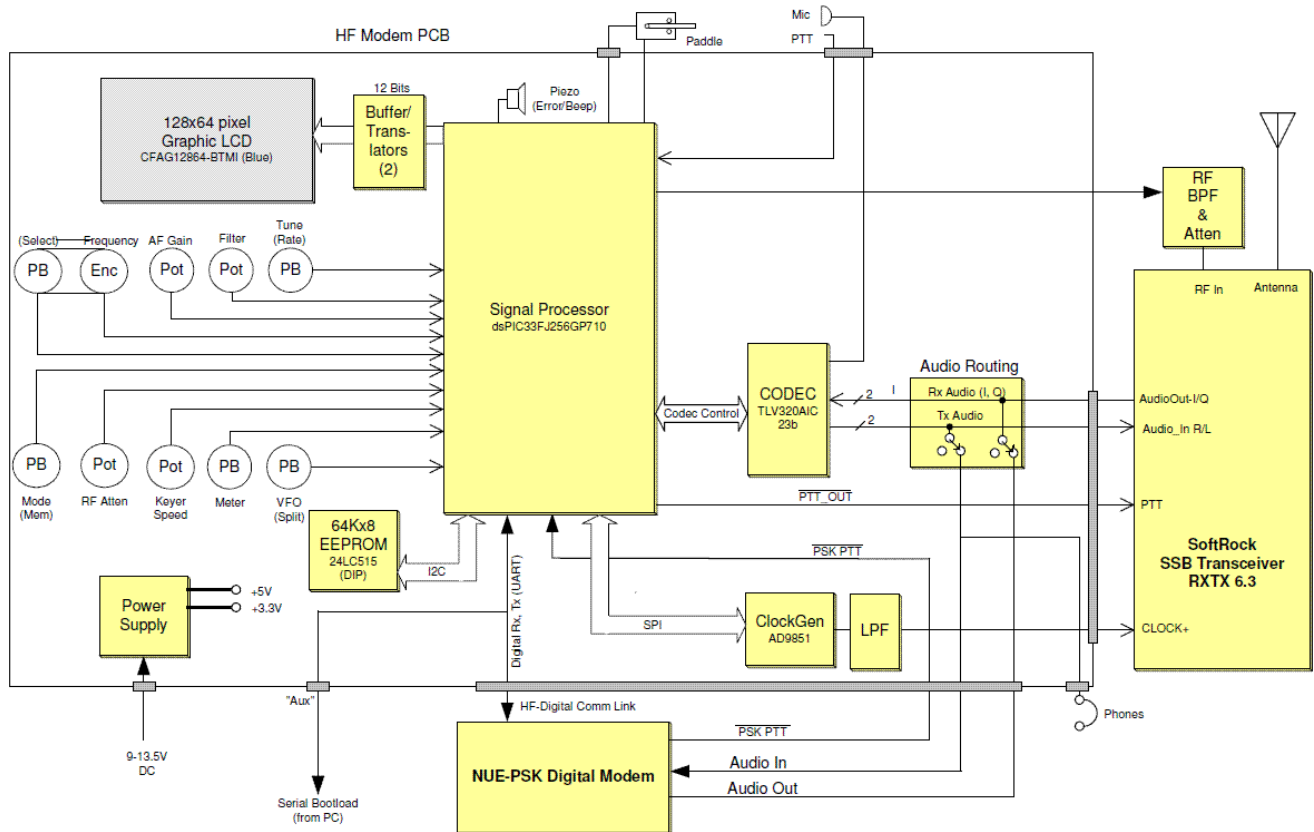 HF Modem PCB
Paddle
Mic
PTT
12 Bits
Piezo
(Error/Beep)
128x64 pixel
Graphic LCD
CFAG12864-BTMI (Blue)
Buffer/
Trans-
lators
(2)
RF
BPF
&
Atten
(Select)
Frequency
AF Gain
Filter
Tune
(Rate)
PB
Enc
Pot
Pot
PB
Signal Processor
dsPIC33FJ256GP710
RF In
Antenna
CODEC
TLV320AIC
23b
Codec Control
2
I
2
Audio Routing
Rx Audio (I, Q)
Tx Audio
AudioOut-I/Q
Audio_In R/L
PB
Pot
Pot
PB
PB
Mode
(Mem)
RF Atten
Keyer
Speed
Meter
VFO
(Split)
PTT_OUT
PTT
64Kx8
EEPROM
24LC515
(DIP)
I2C
Digital Rx, Tx (UART)
PSK PTT
SoftRock
SSB Transceiver
RXTX 6.3
Power
Supply
+5V
+3.3V
SPI
ClockGen
AD9851
LPF
CLOCK+
"Aux"
HF-Digital Comm Link
Phones
9-13.5V
DC
NUE-PSK Digital Modem
PSK PTT
Audio In
Audio Out
Serial Bootload
(from PC)